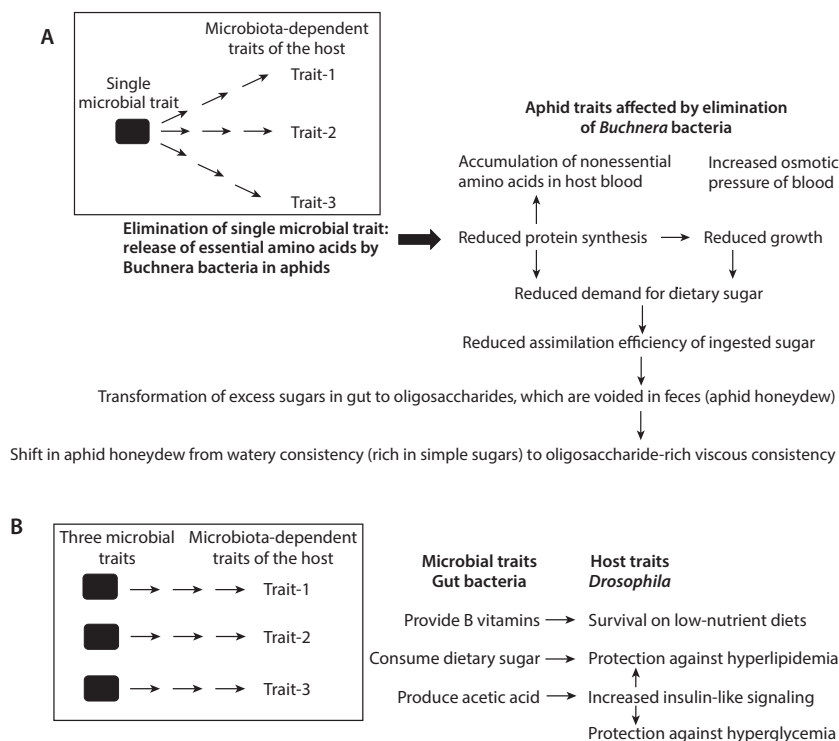 A
Microbiota-dependent
traits of the host
Single
microbial trait
Trait-1
Trait-2
Trait-3
Elimination of single microbial trait:
release of essential amino acids by
Buchnera bacteria in aphids
Aphid traits affected by elimination
of Buchnera bacteria
Accumulation of nonessential
amino acids in host blood
Increased osmotic
pressure of blood
Reduced protein synthesis
Reduced growth
Reduced demand for dietary sugar
Reduced assimilation efficiency of ingested sugar
Transformation of excess sugars in gut to oligosaccharides, which are voided in feces (aphid honeydew)
Shift in aphid honeydew from watery consistency (rich in simple sugars) to oligosaccharide-rich viscous consistency
B
Three microbial
traits
Microbiota-dependent
traits of the host
Trait-1
Trait-2
Trait-3
Microbial traits
Gut bacteria
Host traits
Drosophila
Provide B vitamins
Survival on low-nutrient diets
Consume dietary sugar
Protection against hyperlipidemia
Produce acetic acid
Increased insulin-like signaling
Protection against hyperglycemia